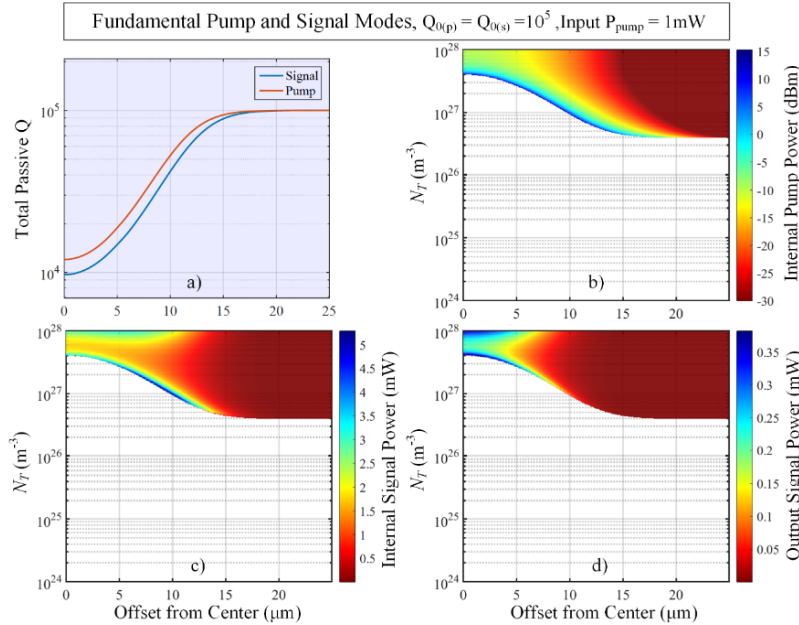 Fundamental Pump and Signal Modes, Q0(p) = Q0(s) =10^5 ,Input Ppump = 1mW
Total Passive Q
10^5
10^4
Signal
Pump
a)
0 5 10 15 20 25
N_T (m^-3)
10^28
10^27
10^26
10^25
10^24
b)
0 5 10 15 20
15
10
5
0
-5
-10
-15
-20
-25
-30
Internal Pump Power (dBm)
N_T (m^-3)
10^28
10^27
10^26
10^25
10^24
c)
0 5 10 15 20
Offset from Center (μm)
5
4.5
4
3.5
3
2.5
2
1.5
1
0.5
Internal Signal Power (mW)
0
N_T (m^-3)
10^28
10^27
10^26
10^25
10^24
d)
0 5 10 15 20
Offset from Center (μm)
0.35
0.3
0.25
0.2
0.15
0.1
0.05
Output Signal Power (mW)